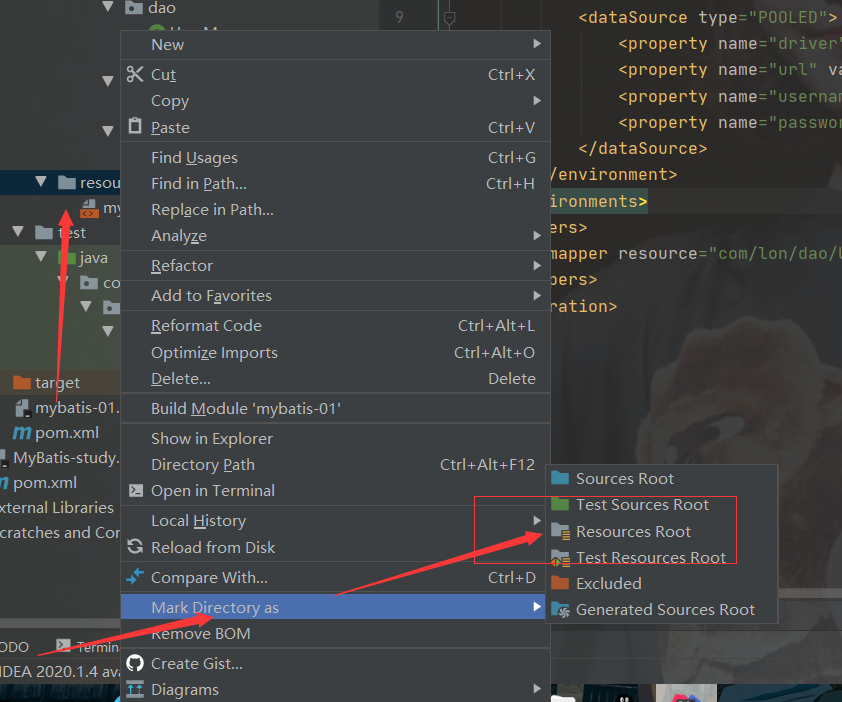 dao
9
<dataSource type="POOLED">
New
<property name="driver"
Cut Ctrl+X
<property name="url" va
Copy
<property name="usernam
Paste Ctrl+V
<property name="passwor
</dataSource>
Find Usages Ctrl+G
/environment>
resou
Find in Path... Ctrl+H
ironments>
my
Replace in Path...
ers>
test
Analyze
mapper resource="com/lon/dao/U
java
Refactor
pers>
co
Add to Favorites
ration>
Reformat Code Ctrl+Alt+L
Optimize Imports Ctrl+Alt+O
target
Delete... Delete
mybatis-01.
Build Module 'mybatis-01'
pom.xml
Show in Explorer
MyBatis-study.
Directory Path Ctrl+Alt+F12
pom.xml
Sources Root
Open in Terminal
xternal Libraries
Test Sources Root
Local History
cratches and Con
Resources Root
Reload from Disk
Test Resources Root
Compare With... Ctrl+D
Excluded
Mark Directory as
Generated Sources Root
Remove BOM
ODO
Termin
Create Gist...
IDEA 2020.1.4 ava
Diagrams